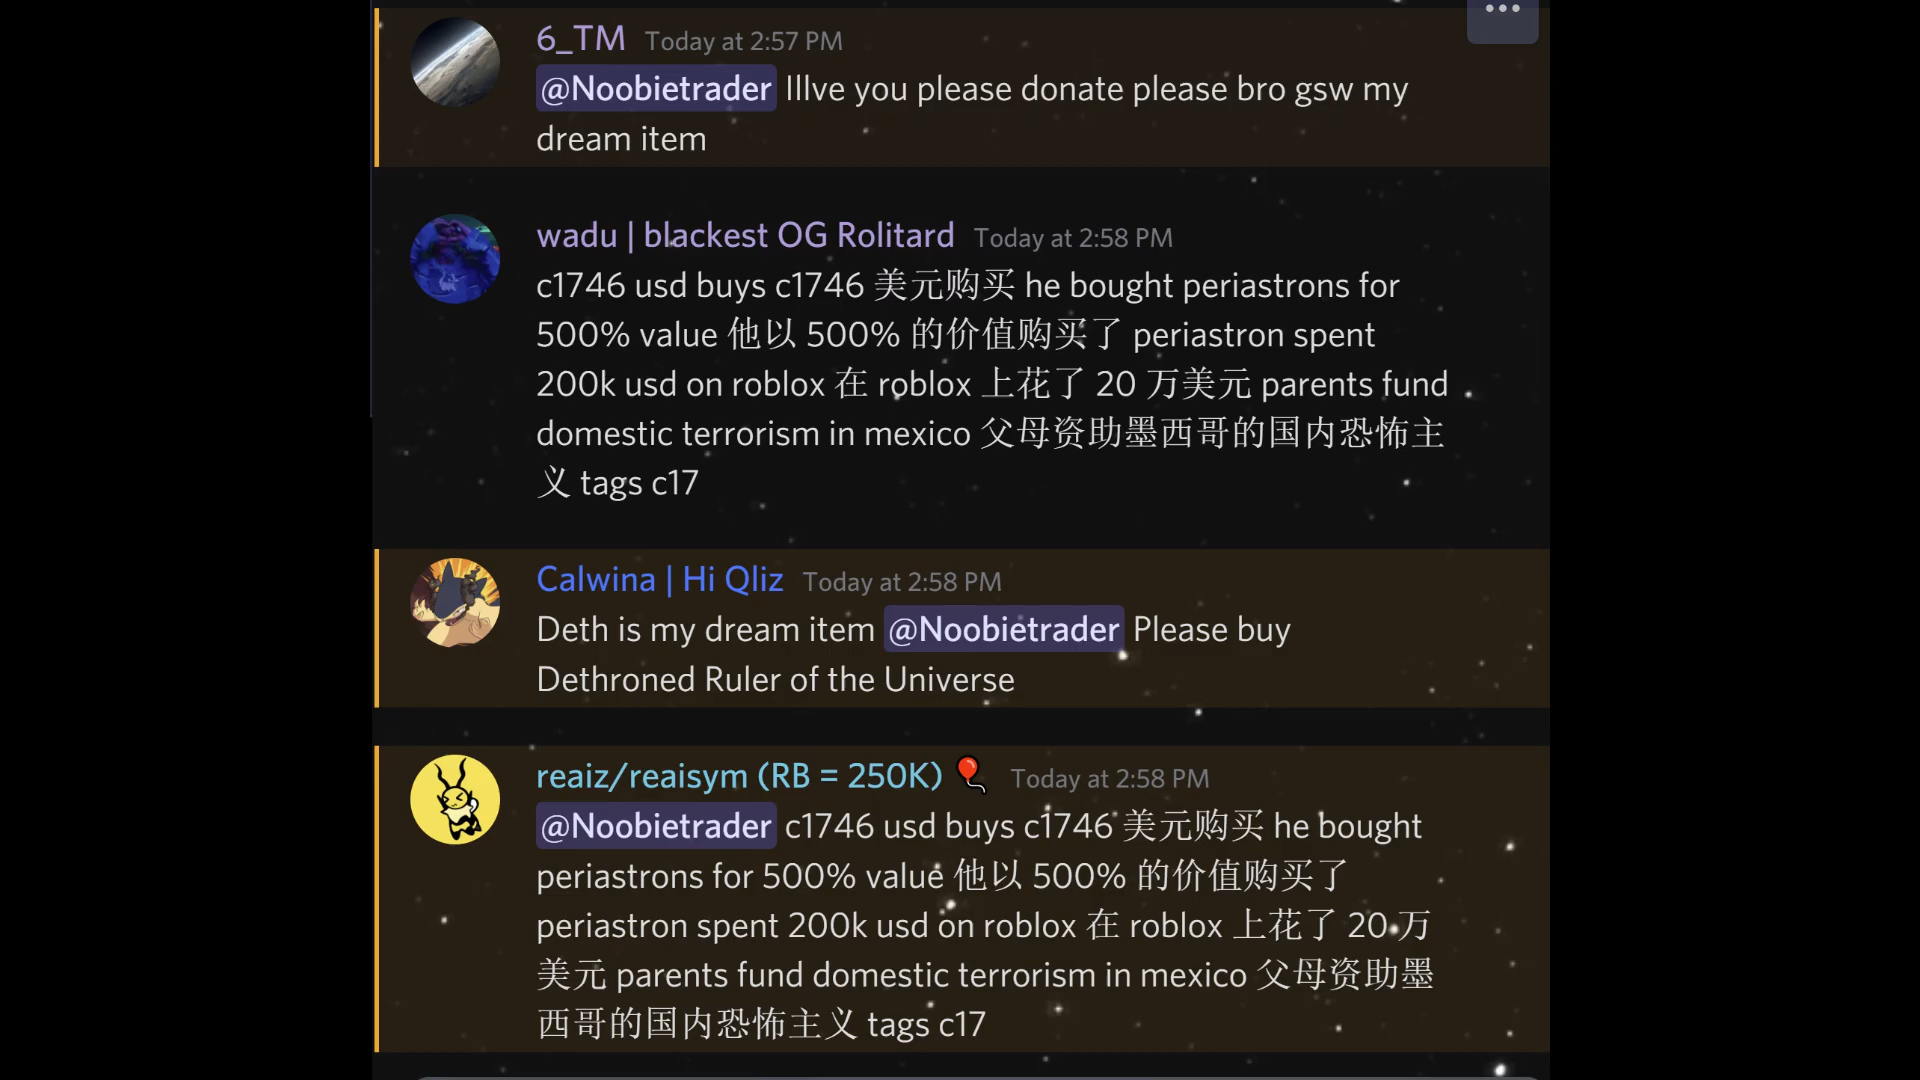 6_TM Today at 2:57 PM
@Noobietrader Illve you please donate please bro gsw my
dream item
wadu | blackest OG Rolitard Today at 2:58 PM
c1746 usd buys c1746 美元购买 he bought periastrons for
500% value 他以 500% 的价值购买了 periastron spent
200k usd on roblox 在 roblox 上花了 20 万美元 parents fund
domestic terrorism in mexico 父母资助墨西哥的国内恐怖主
义 tags c17
Calwina | Hi Qliz Today at 2:58 PM
Deth is my dream item @Noobietrader Please buy
Dethroned Ruler of the Universe
reaiz/reaisym (RB = 250K) 🎈 Today at 2:58 PM
@Noobietrader c1746 usd buys c1746 美元购买 he bought
periastrons for 500% value 他以 500% 的价值购买了
periastron spent 200k usd on roblox 在 roblox 上花了 20 万
美元 parents fund domestic terrorism in mexico 父母资助墨
西哥的国内恐怖主义 tags c17